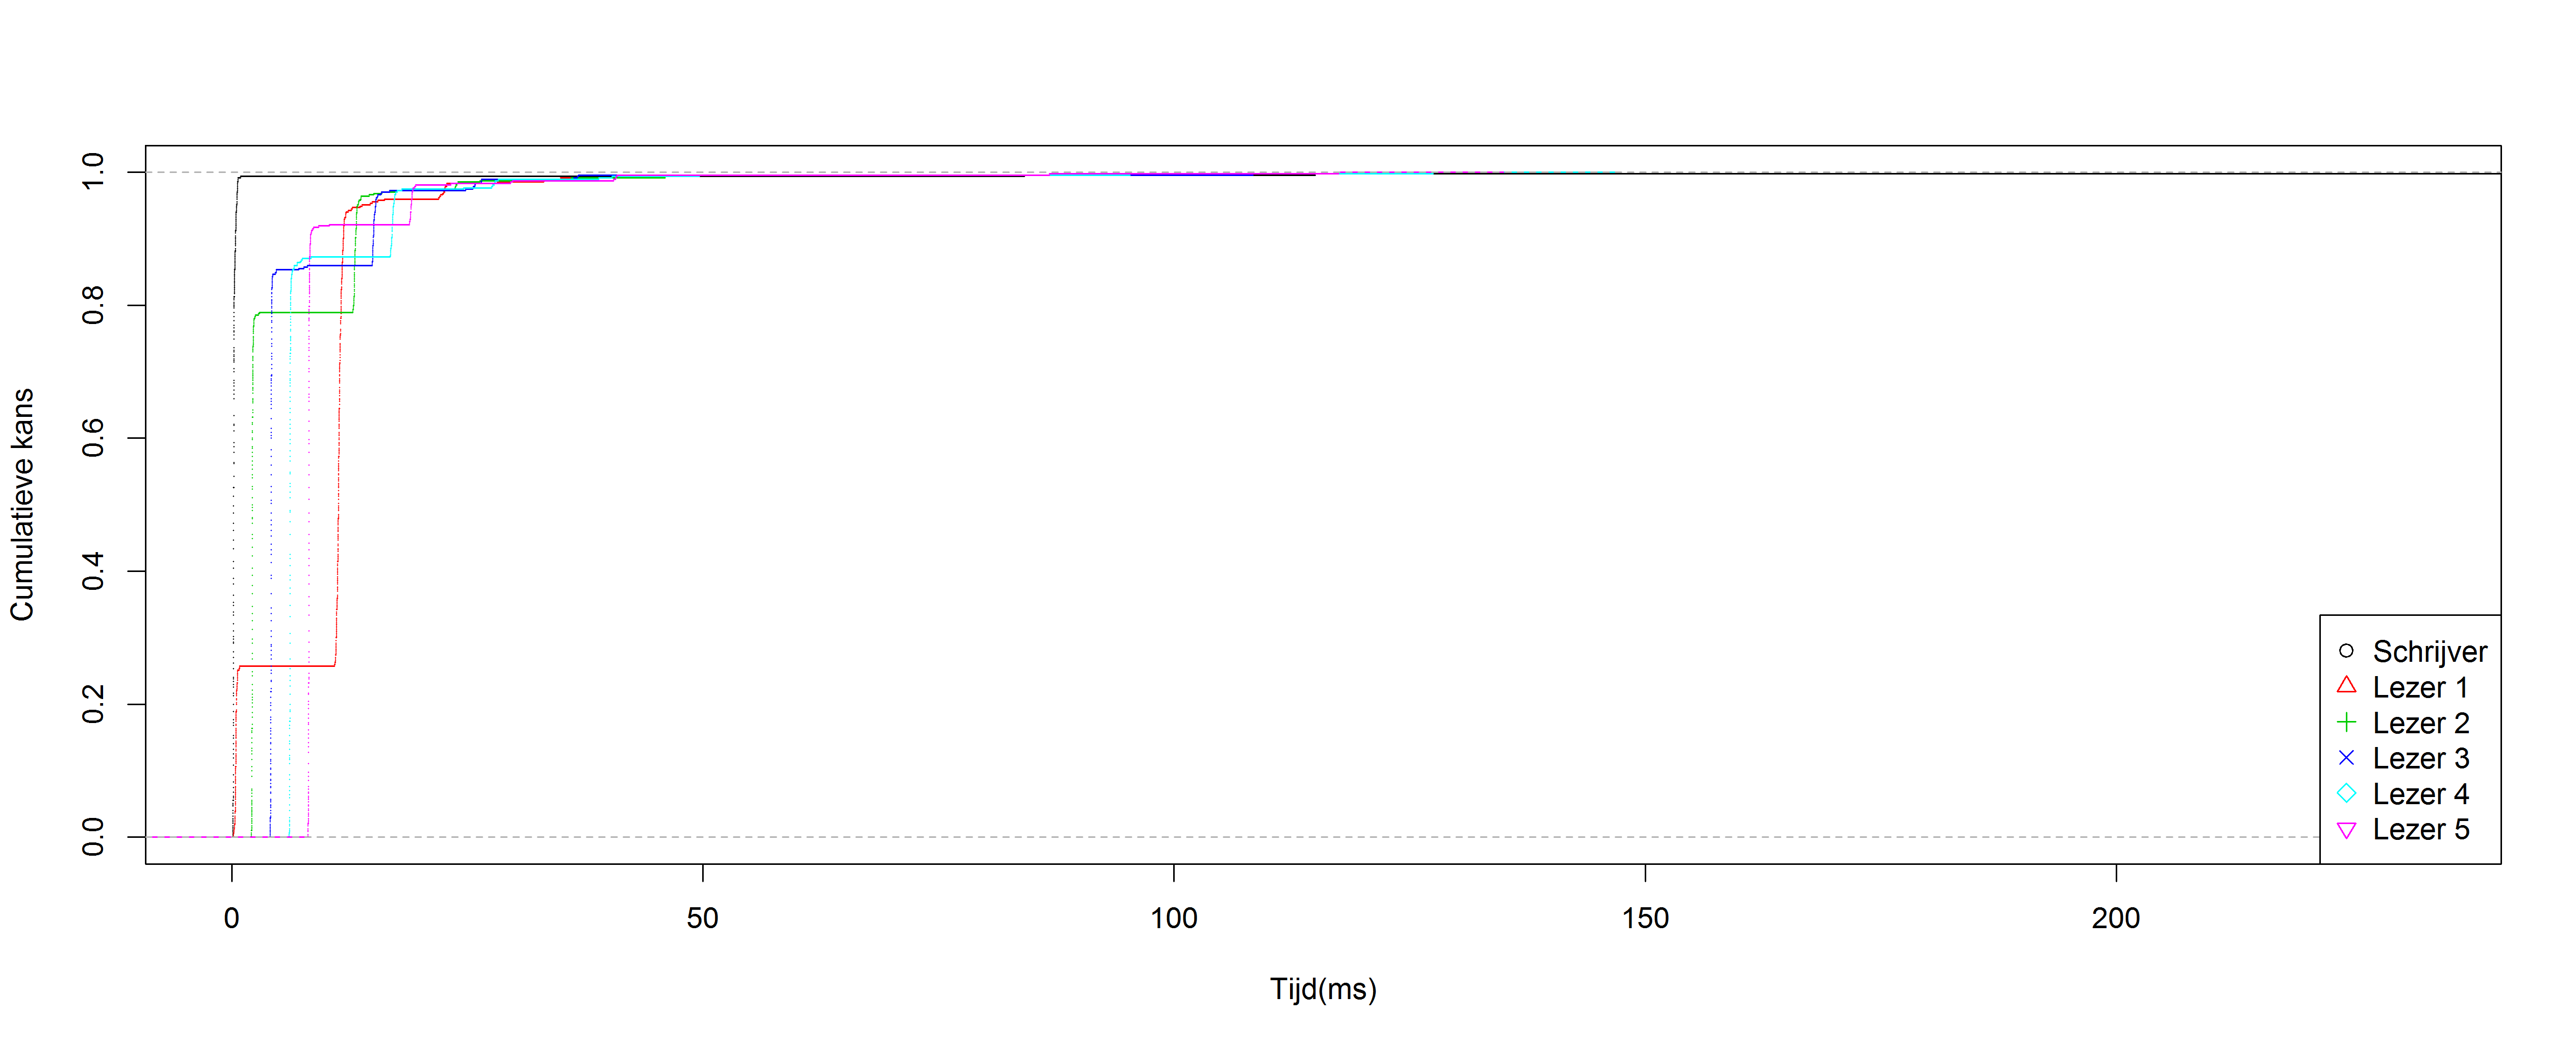 Cumulatieve kans
1.0
0.8
0.6
0.4
0.2
0.0
0 50 100 150 200
Tijd(ms)
Schrijver
Lezer 1
Lezer 2
Lezer 3
Lezer 4
Lezer 5